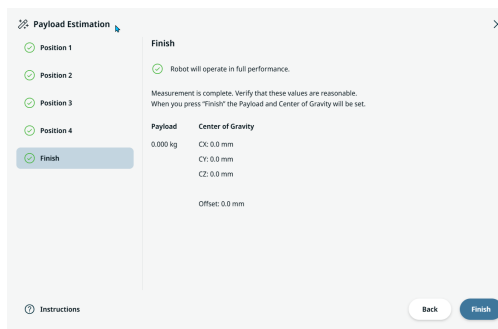 Payload Estimation
Position 1
Position 2
Position 3
Position 4
Finish
Instructions
Finish
Robot will operate in full performance.
Measurement is complete. Verify that these values are reasonable.
When you press "Finish" the Payload and Center of Gravity will be set.
Payload Center of Gravity
0.000 kg CX: 0.0 mm
CY: 0.0 mm
CZ: 0.0 mm
Offset: 0.0 mm
Back Finish